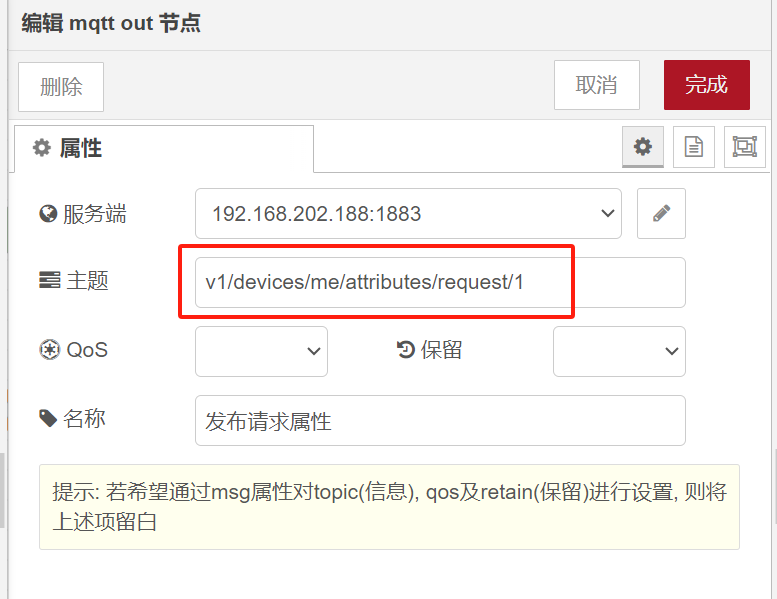 编辑 mqtt out 节点
删除
取消
完成
属性
服务端
192.168.202.188:1883
主题
v1/devices/me/attributes/request/1
QoS
保留
名称
发布请求属性
提示: 若希望通过msg属性对topic(信息), qos及retain(保留)进行设置, 则将
上述项留白